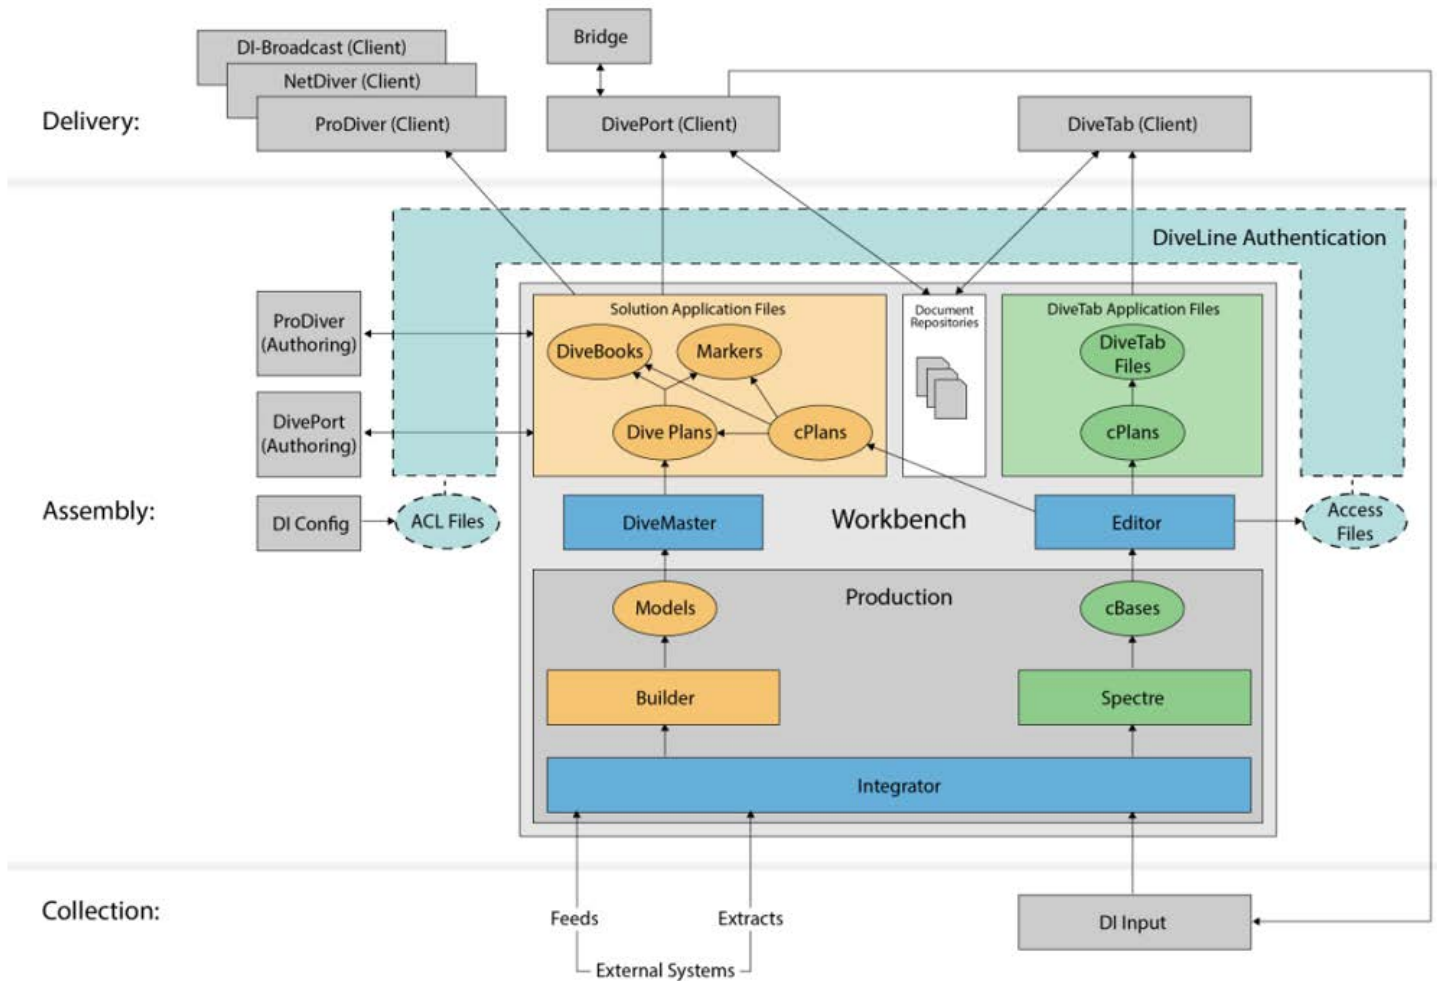 DI-Broadcast (Client)
NetDiver (Client)
ProDiver (Client)
Bridge
DivePort (Client)
DiveTab (Client)
Delivery:
DiveLine Authentication
ProDiver
(Authoring)
DivePort
(Authoring)
DI Config
ACL Files
Assembly:
Solution Application Files
DiveBooks
Markers
Dive Plans
cPlans
Document
Repositories
DiveTab Application Files
DiveTab
Files
cPlans
DiveMaster
Workbench
Editor
Access
Files
Production
Models
cBases
Builder
Spectre
Integrator
Collection:
Feeds
Extracts
External Systems
DI Input